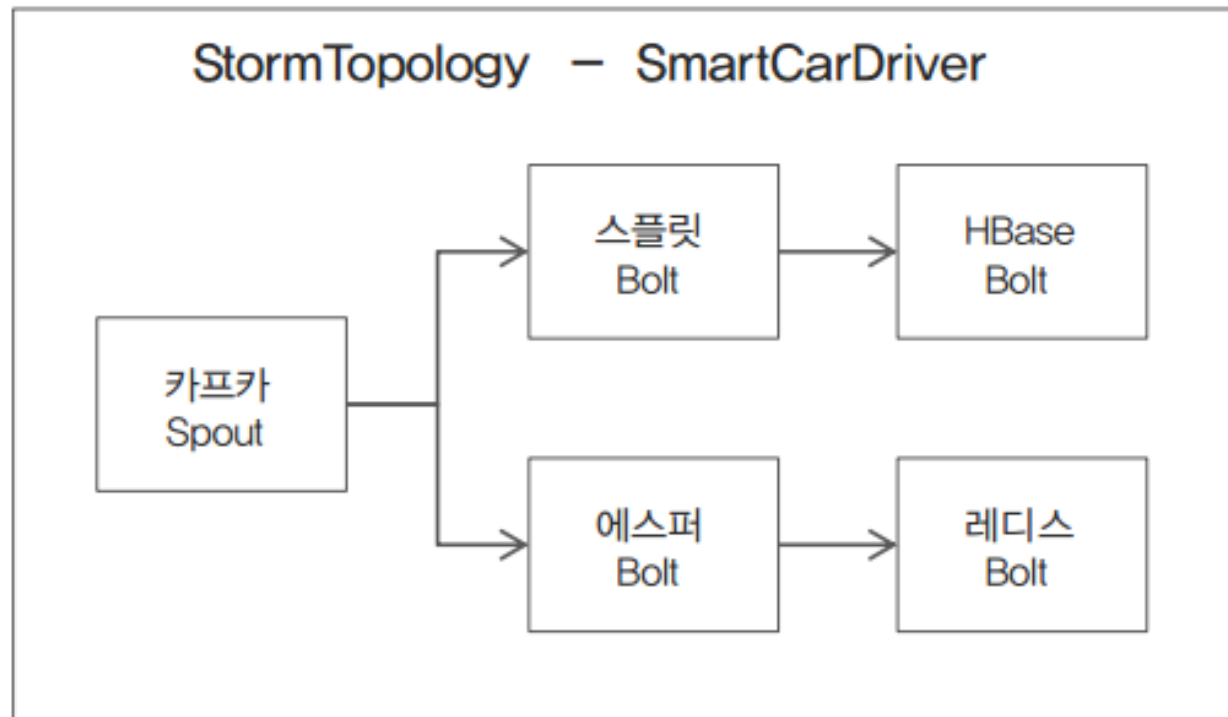 StormTopology – SmartCarDriver
카프카
Spout
스플릿
Bolt
HBase
Bolt
에스퍼
Bolt
레디스
Bolt